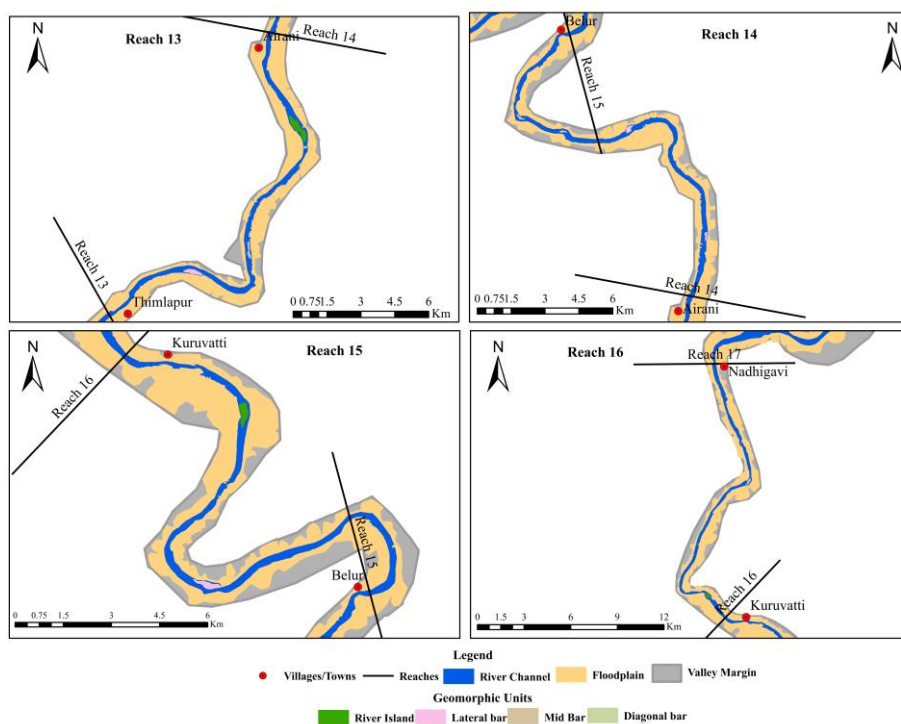 N
Reach 13
Airani
Reach 14
Reach 13
Thimlapur
0 0.75 1.5 3 4.5 6
Km
Belur
Reach 14
N
Reach 15
Reach 14
Airani
0 0.75 1.5 3 4.5 6
Km
N
Kuruvatti
Reach 15
Reach 16
Reach 15
Belur
0 0.75 1.5 3 4.5 6
Km
N
Reach 16
Reach 17
Nadhigavi
Reach 16
Kuruvatti
0 1.5 3 6 9 12
Km
Legend
Villages/Towns Reaches River Channel Floodplain Valley Margin
Geomorphic Units
River Island Lateral bar Mid Bar Diagonal bar